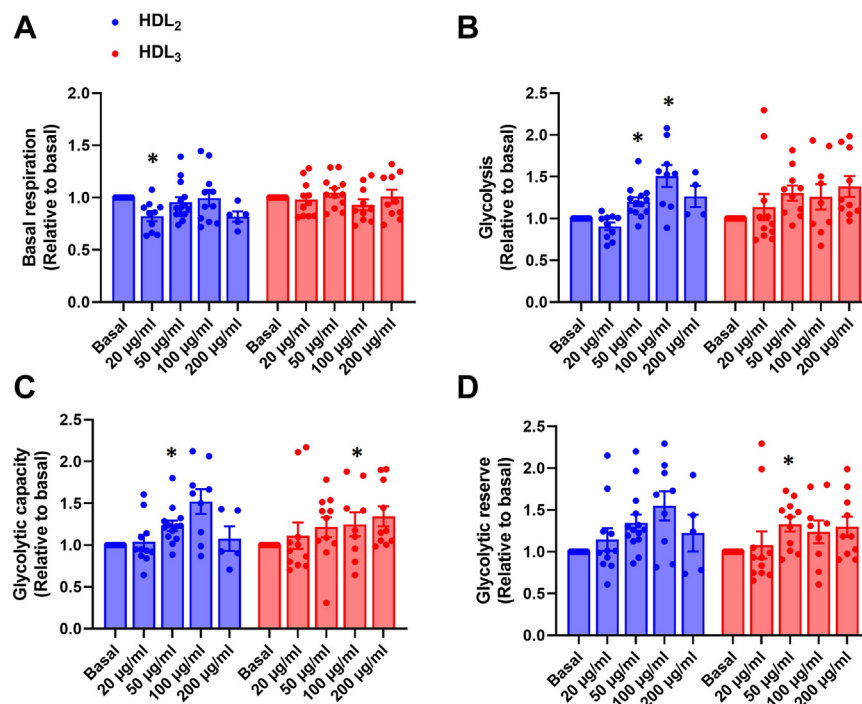 A
HDL2
HDL3
Basal respiration
(Relative to basal)
2.0
1.5
1.0
0.5
0.0
*
Basal
20 µg/ml
50 µg/ml
100 µg/ml
200 µg/ml
Basal
20 µg/ml
50 µg/ml
100 µg/ml
200 µg/ml
B
Glycolysis
(Relative to basal)
2.5
2.0
1.5
1.0
0.5
0.0
*
*
Basal
20 µg/ml
50 µg/ml
100 µg/ml
200 µg/ml
Basal
20 µg/ml
50 µg/ml
100 µg/ml
200 µg/ml
C
Glycolytic capacity
(Relative to basal)
2.5
2.0
1.5
1.0
0.5
0.0
*
*
Basal
20 µg/ml
50 µg/ml
100 µg/ml
200 µg/ml
Basal
20 µg/ml
50 µg/ml
100 µg/ml
200 µg/ml
D
Glycolytic reserve
(Relative to basal)
2.5
2.0
1.5
1.0
0.5
0.0
*
Basal
20 µg/ml
50 µg/ml
100 µg/ml
200 µg/ml
Basal
20 µg/ml
50 µg/ml
100 µg/ml
200 µg/ml